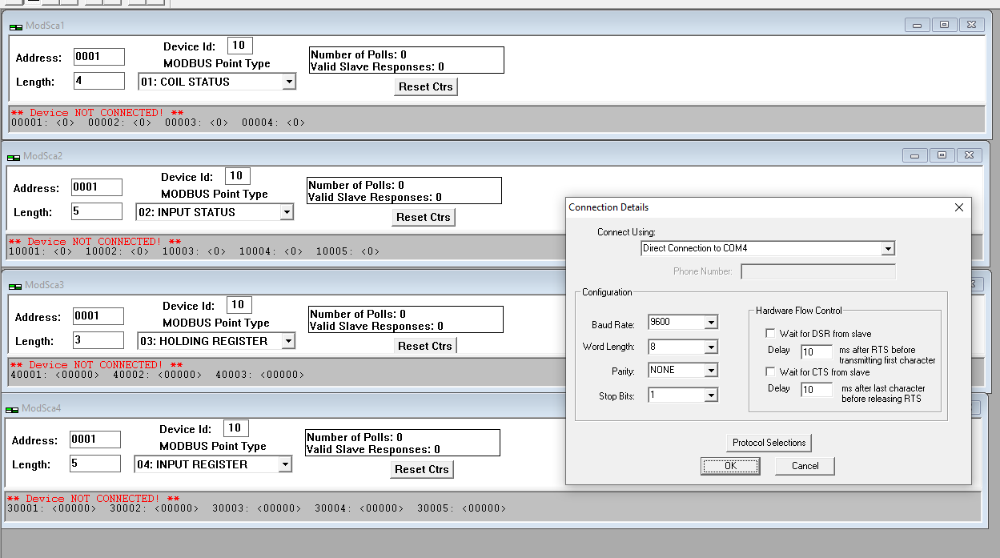 ModSca1
Device Id: 10
Address: 0001
MODBUS Point Type
Length: 4
01: COIL STATUS
Number of Polls: 0
Valid Slave Responses: 0
Reset Ctrs
** Device NOT CONNECTED! **
00001: <0> 00002: <0> 00003: <0> 00004: <0>
ModSca2
Device Id: 10
Address: 0001
MODBUS Point Type
Length: 5
02: INPUT STATUS
Number of Polls: 0
Valid Slave Responses: 0
Reset Ctrs
** Device NOT CONNECTED! **
10001: <0> 10002: <0> 10003: <0> 10004: <0> 10005: <0>
ModSca3
Device Id: 10
Address: 0001
MODBUS Point Type
Length: 3
03: HOLDING REGISTER
Number of Polls: 0
Valid Slave Responses: 0
Reset Ctrs
** Device NOT CONNECTED! **
40001: <00000> 40002: <00000> 40003: <00000>
ModSca4
Device Id: 10
Address: 0001
MODBUS Point Type
Length: 5
04: INPUT REGISTER
Number of Polls: 0
Valid Slave Responses: 0
Reset Ctrs
** Device NOT CONNECTED! **
30001: <00000> 30002: <00000> 30003: <00000> 30004: <00000> 30005: <00000>
Connection Details
Connect Using:
Direct Connection to COM4
Phone Number:
Configuration
Baud Rate: 9600
Word Length: 8
Parity: NONE
Stop Bits: 1
Hardware Flow Control
Wait for DSR from slave
Delay 10 ms after RTS before
transmitting first character
Wait for CTS from slave
Delay 10 ms after last character
before releasing RTS
Protocol Selections
OK Cancel